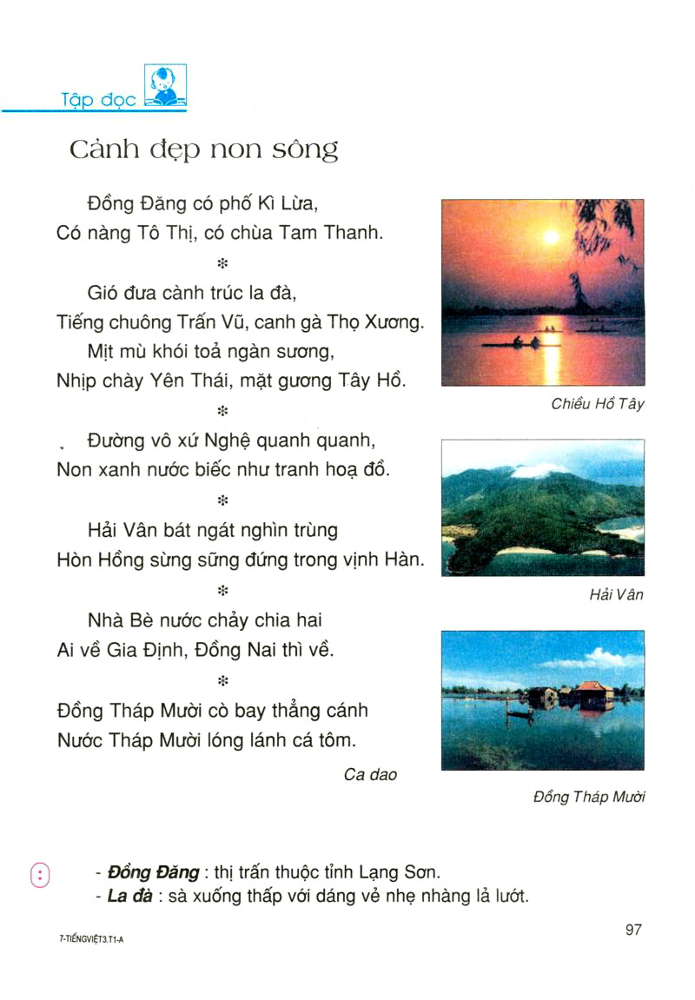 Tập đọc
Cảnh đẹp non sông
Đồng Đăng có phố Kì Lừa,
Có nàng Tô Thị, có chùa Tam Thanh.
*
Gió đưa cành trúc la đà,
Tiếng chuông Trấn Vũ, canh gà Thọ Xương.
Mịt mù khói toả ngàn sương,
Nhịp chày Yên Thái, mặt gương Tây Hồ.
*
Đường vô xứ Nghệ quanh quanh,
Non xanh nước biếc như tranh hoạ đồ.
*
Hải Vân bát ngát nghìn trùng
Hòn Hồng sừng sững đứng trong vịnh Hàn.
*
Nhà Bè nước chảy chia hai
Ai về Gia Định, Đồng Nai thì về.
*
Đồng Tháp Mười cò bay thẳng cánh
Nước Tháp Mười lóng lánh cá tôm.
Ca dao
Chiều Hồ Tây
Hải Vân
Đồng Tháp Mười
:
- Đồng Đăng : thị trấn thuộc tỉnh Lạng Sơn.
- La đà : sà xuống thấp với dáng vẻ nhẹ nhàng lả lướt.
7-TIẾNGVIỆT3.T1-A
97